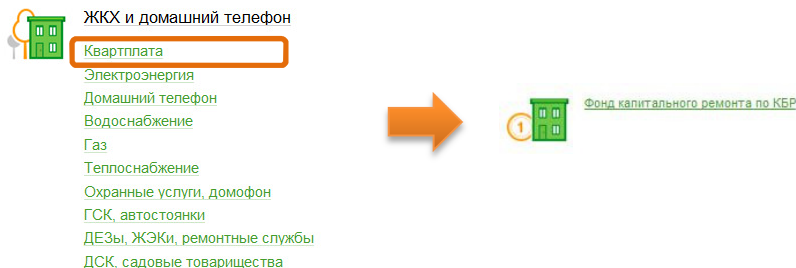 ЖКХ и домашний телефон
Квартплата
Электроэнергия
Домашний телефон
Водоснабжение
Газ
Теплоснабжение
Охранные услуги, домофон
ГСК, автостоянки
ДЕЗы, ЖЭКи, ремонтные службы
ДСК, садовые товарищества
1
Фонд капитального ремонта по КБР